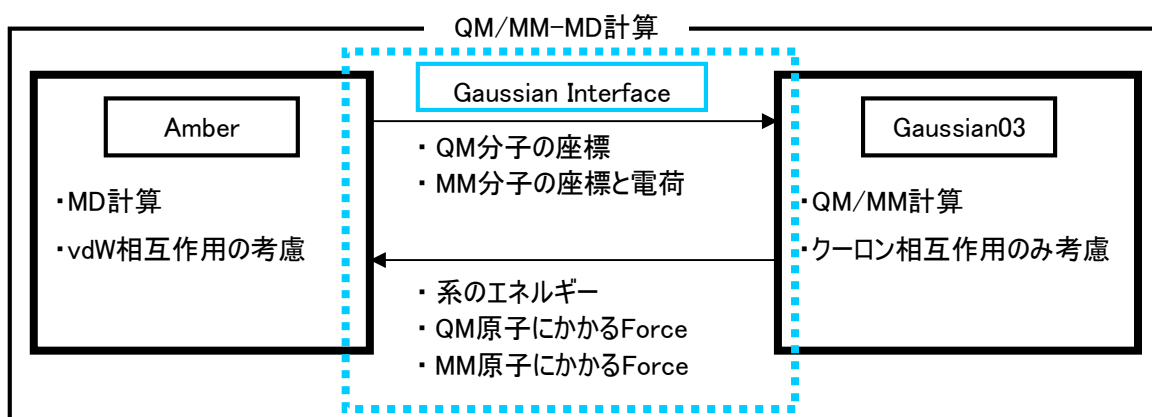 QM/MM-MD計算
Gaussian Interface
Amber
Gaussian03
・QM分子の座標
・MM分子の座標と電荷
・MD計算
・vdW相互作用の考慮
・QM/MM計算
・クーロン相互作用のみ考慮
・系のエネルギー
・QM原子にかかるForce
・MM原子にかかるForce